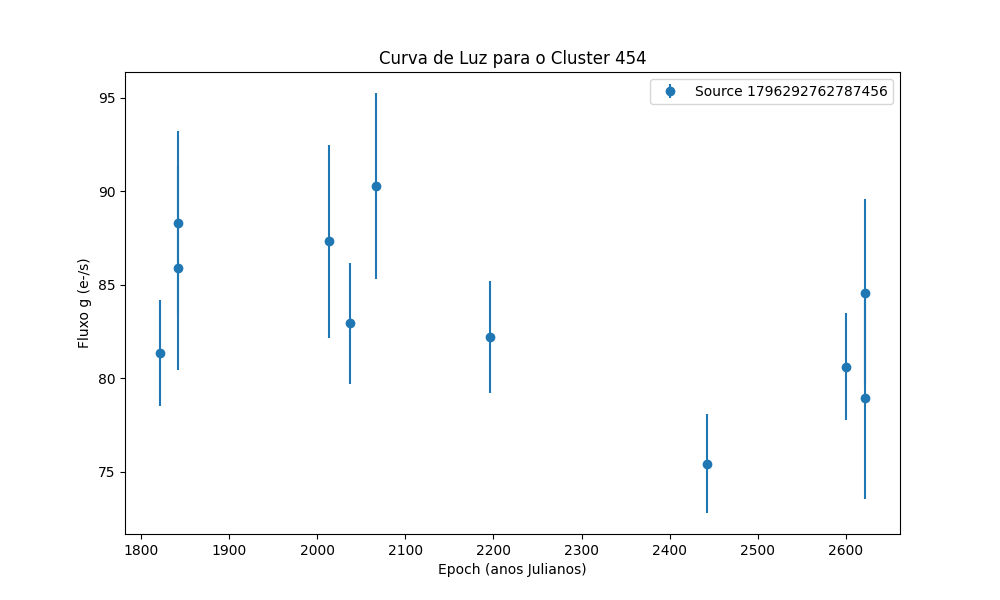 Curva de Luz para o Cluster 454
Source 1796292762787456
Fluxo g (e-/s)
95
90
85
80
75
1800 1900 2000 2100 2200 2300 2400 2500 2600
Epoch (anos Julianos)